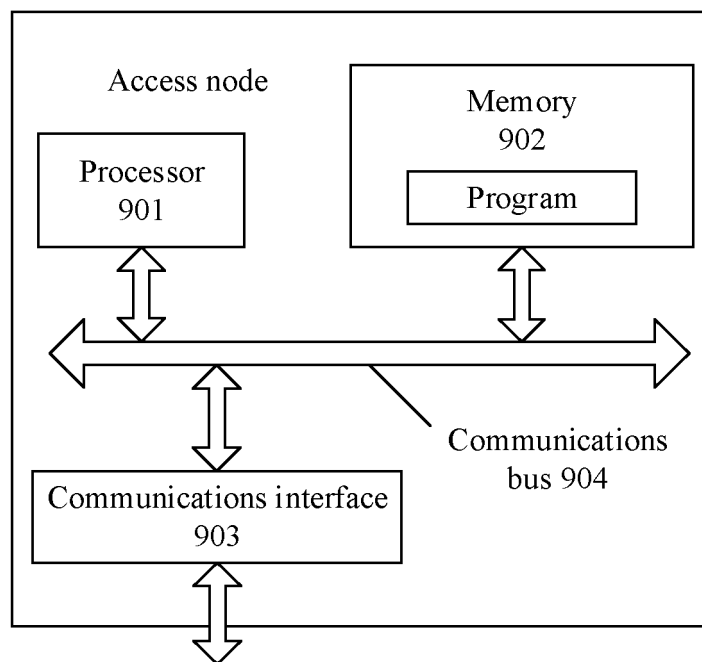 Access node
Processor
901
Memory
902
Program
Communications
bus 904
Communications interface
903